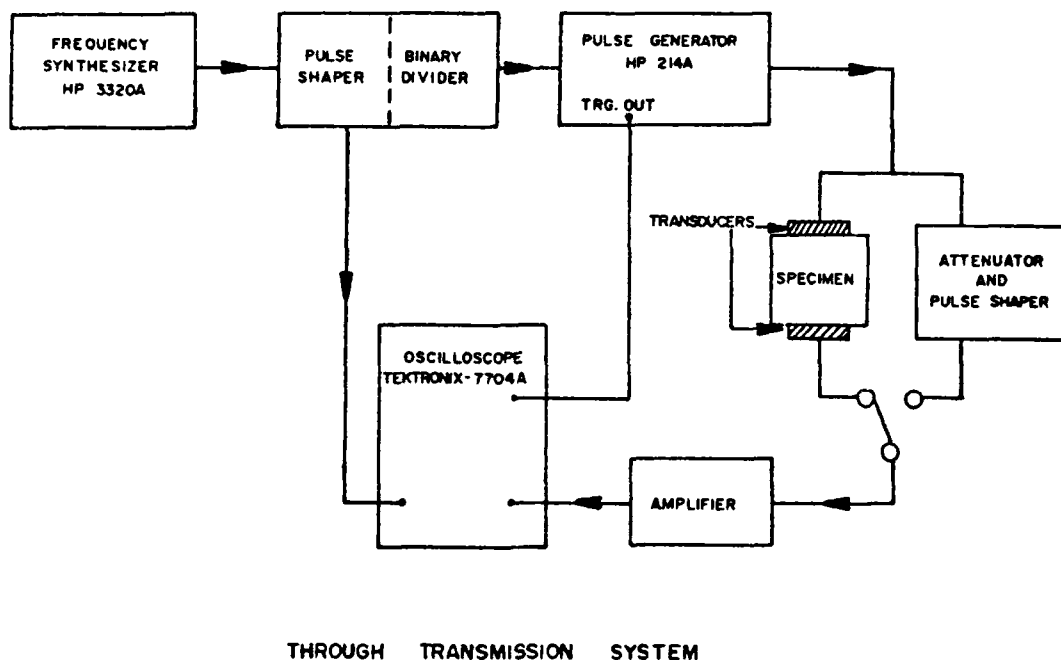 FREQUENCY
SYNTHESIZER
HP 3320A
PULSE
SHAPER
BINARY
DIVIDER
PULSE GENERATOR
HP 214A
TRG. OUT
TRANSDUCERS
SPECIMEN
ATTENUATOR
AND
PULSE SHAPER
OSCILLOSCOPE
TEKTRONIX-7704A
AMPLIFIER
THROUGH TRANSMISSION SYSTEM